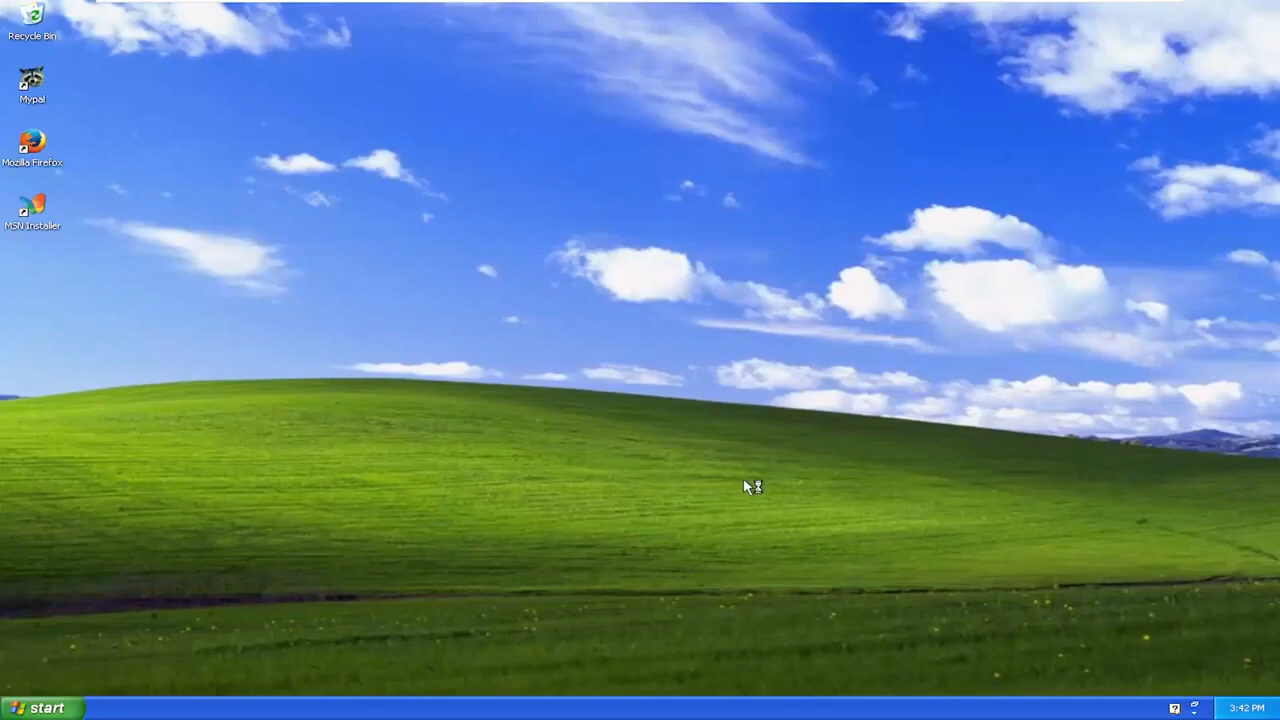 Recycle Bin
Mypal
Mozilla Firefox
MSN Installer
start
?
3:42 PM